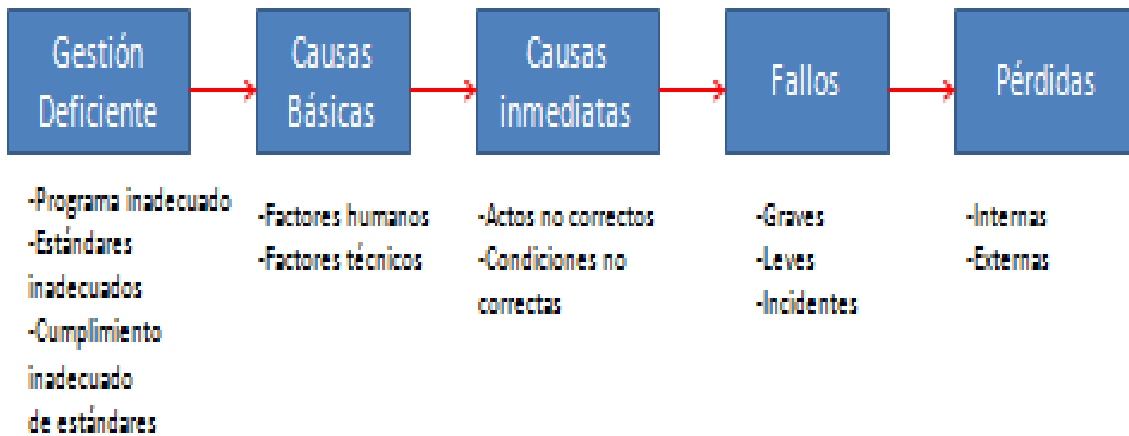 Gestión
Deficiente
Causas
Básicas
Causas
inmediatas
Fallos
Pérdidas
-Programa inadecuado
-Estándares
inadecuados
-Cumplimiento
inadecuado
de estándares
-Factores humanos
-Factores técnicos
-Actos no correctos
-Condiciones no
correctas
-Graves
-Leves
-Incidentes
-Internas
-Externas